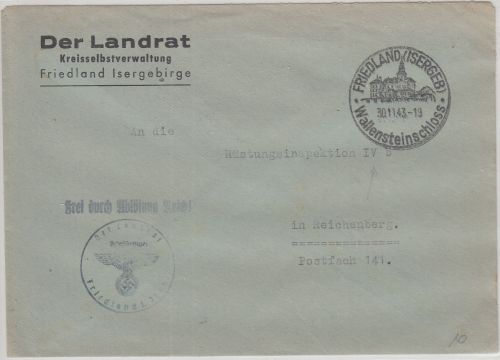 Der Landrat
Kreisselbstverwaltung
Friedland Isergebirge
FRIEDLAND (ISERGEB)
30.11.43.-19
Wallensteinschloss
An die
Rüstungsinspektion IV b
Frei durch Ablösung Reich!
Der Landrat
in Reichenberg.
Postfach 141.
Friedland i.
10